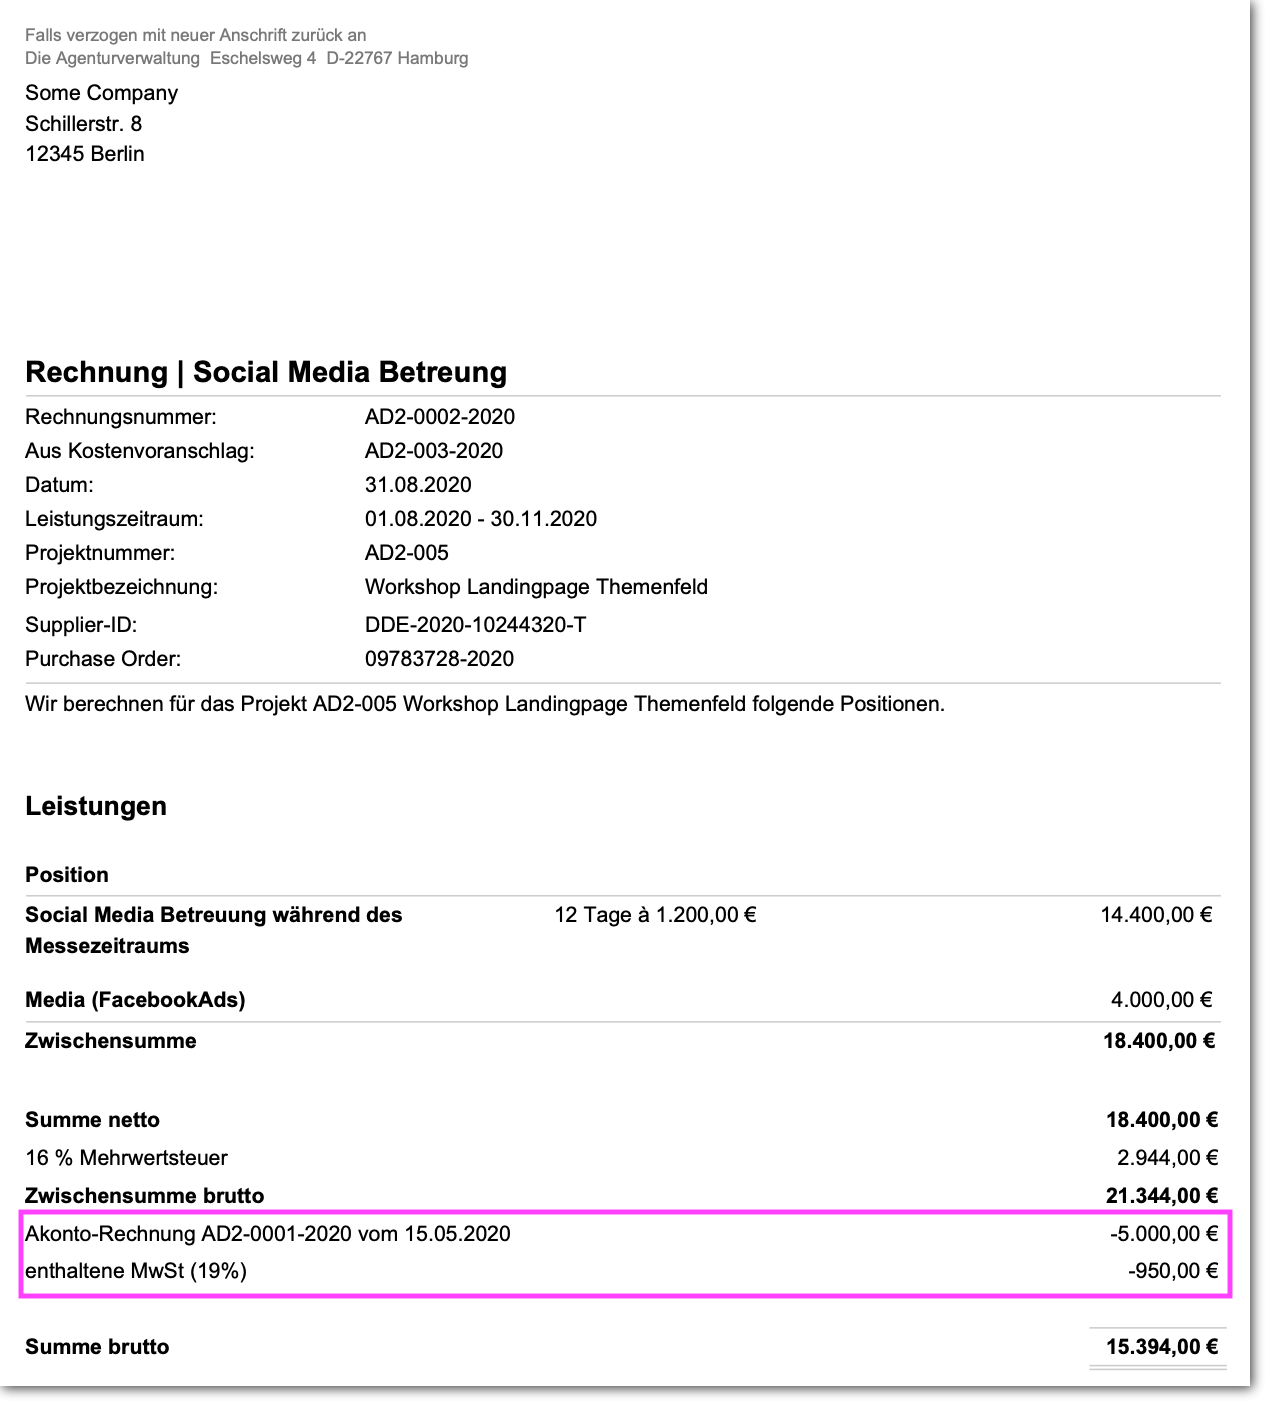 Falls verzogen mit neuer Anschrift zurück an
Die Agenturverwaltung Eschelsweg 4 D-22767 Hamburg
Some Company
Schillerstr. 8
12345 Berlin
Rechnung | Social Media Betreung
Rechnungsnummer: AD2-0002-2020
Aus Kostenvoranschlag: AD2-003-2020
Datum: 31.08.2020
Leistungszeitraum: 01.08.2020 - 30.11.2020
Projektnummer: AD2-005
Projektbezeichnung: Workshop Landingpage Themenfeld
Supplier-ID: DDE-2020-10244320-T
Purchase Order: 09783728-2020
Wir berechnen für das Projekt AD2-005 Workshop Landingpage Themenfeld folgende Positionen.
Leistungen
Position
Social Media Betreuung während des 12 Tage à 1.200,00 € 14.400,00 €
Messezeitraums
Media (FacebookAds) 4.000,00 €
Zwischensumme 18.400,00 €
Summe netto 18.400,00 €
16 % Mehrwertsteuer 2.944,00 €
Zwischensumme brutto 21.344,00 €
Akonto-Rechnung AD2-0001-2020 vom 15.05.2020 -5.000,00 €
enthaltene MwSt (19%) -950,00 €
Summe brutto 15.394,00 €